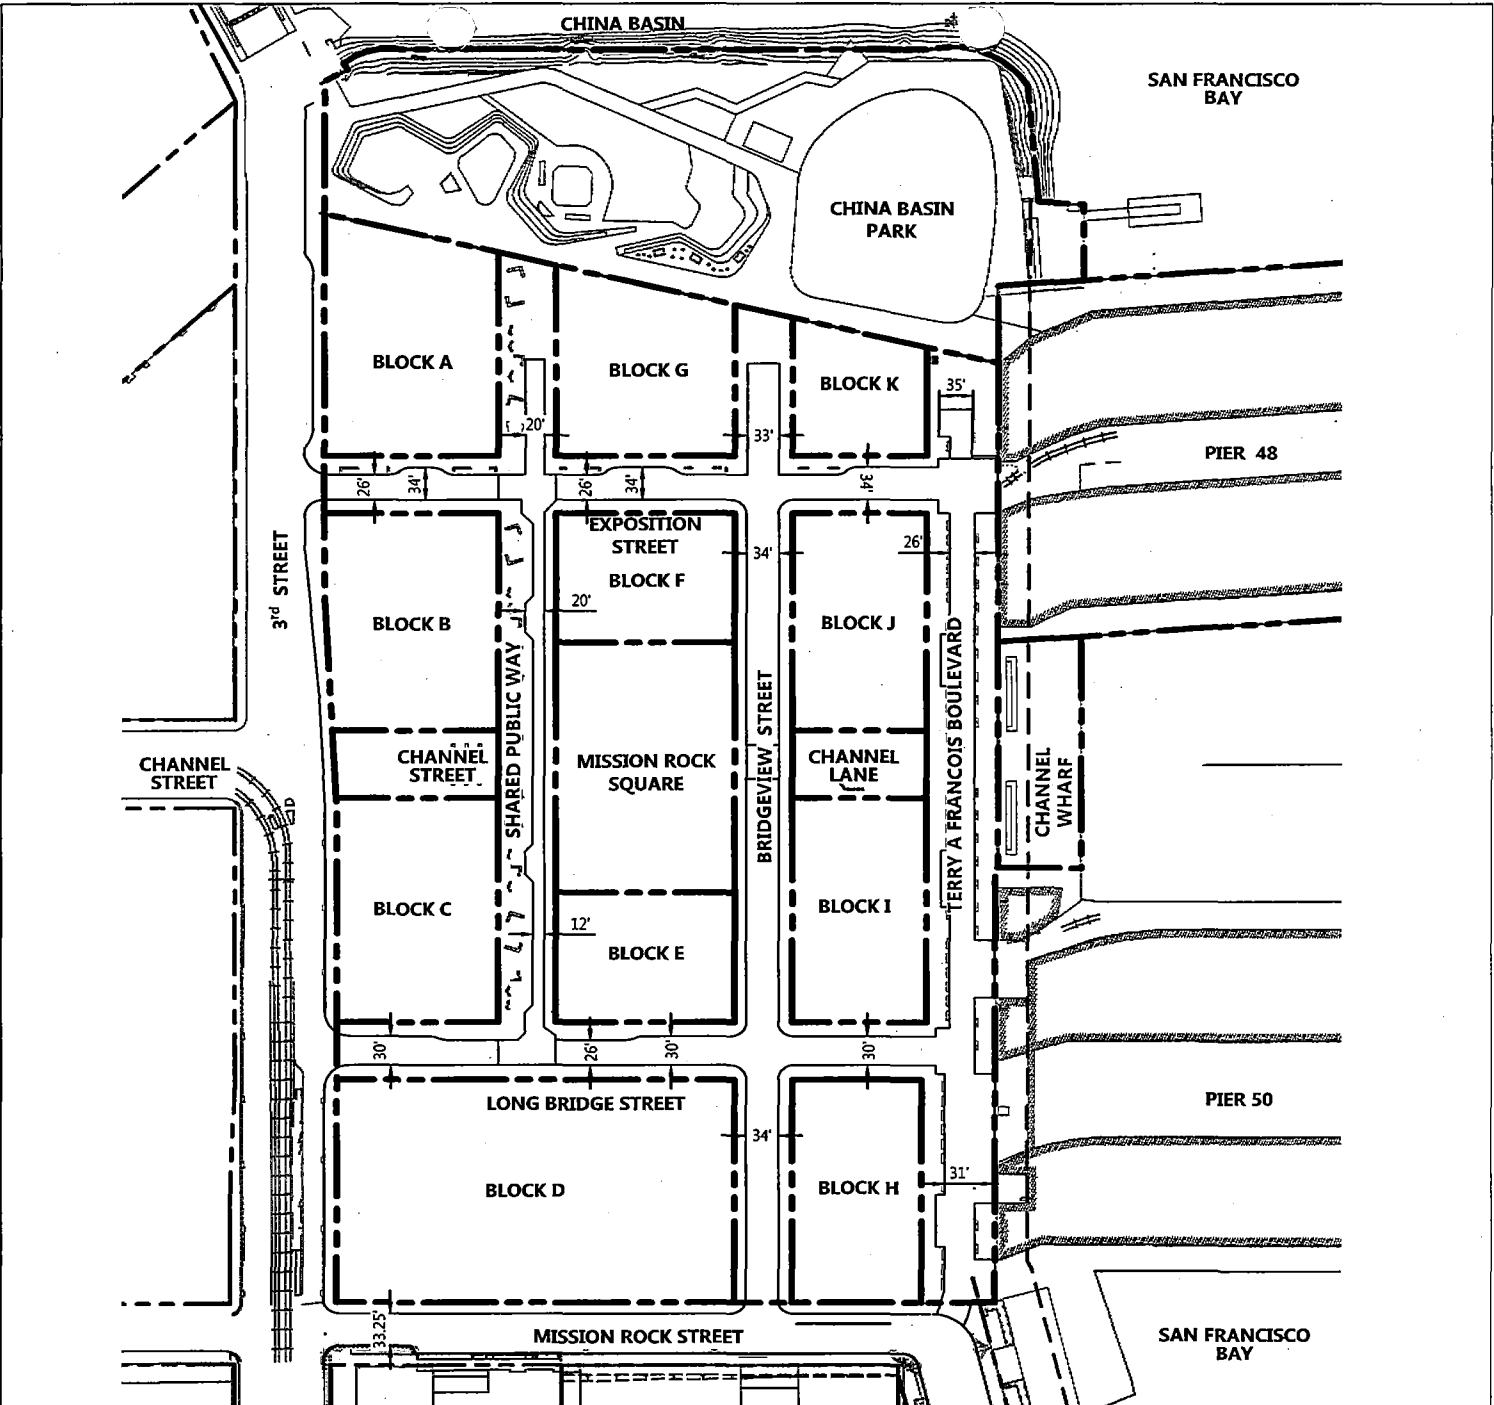 CHINA BASIN
SAN FRANCISCO
BAY
CHINA BASIN
PARK
BLOCK A
BLOCK G
BLOCK K
35'
20'
33'
PIER 48
26'
34'
26'
34'
34'
EXPOSITION
STREET
3rd STREET
34'
26'
BLOCK F
20'
BLOCK B
BLOCK J
SHARED PUBLIC WAY
BRIDGEVIEW STREET
TERRY A FRANCOIS BOULEVARD
CHANNEL
STREET
CHANNEL
STREET
MISSION ROCK
SQUARE
CHANNEL
LANE
CHANNEL
WHARF
BLOCK C
BLOCK I
12'
BLOCK E
30'
26'
30'
30'
LONG BRIDGE STREET
PIER 50
34'
31'
BLOCK D
BLOCK H
33.25'
MISSION ROCK STREET
SAN FRANCISCO
BAY